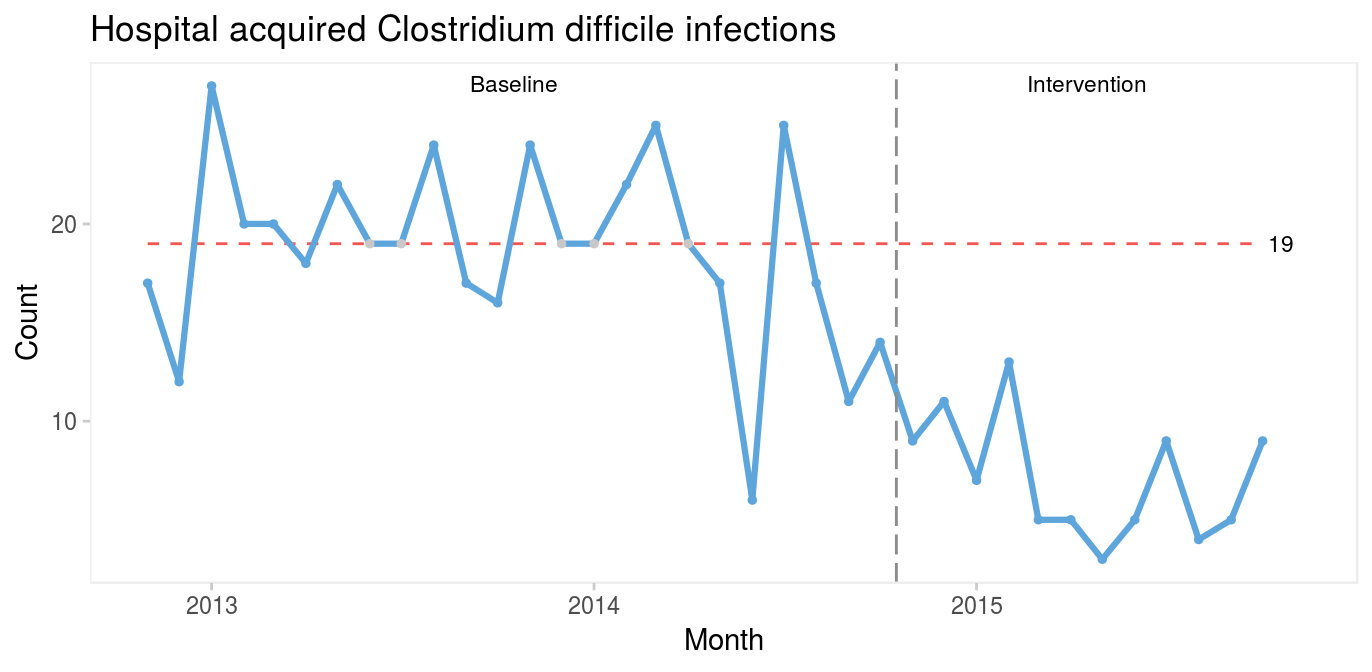 Hospital acquired Clostridium difficile infections
Baseline
Intervention
20
19
10
Count
2013
2014
2015
Month